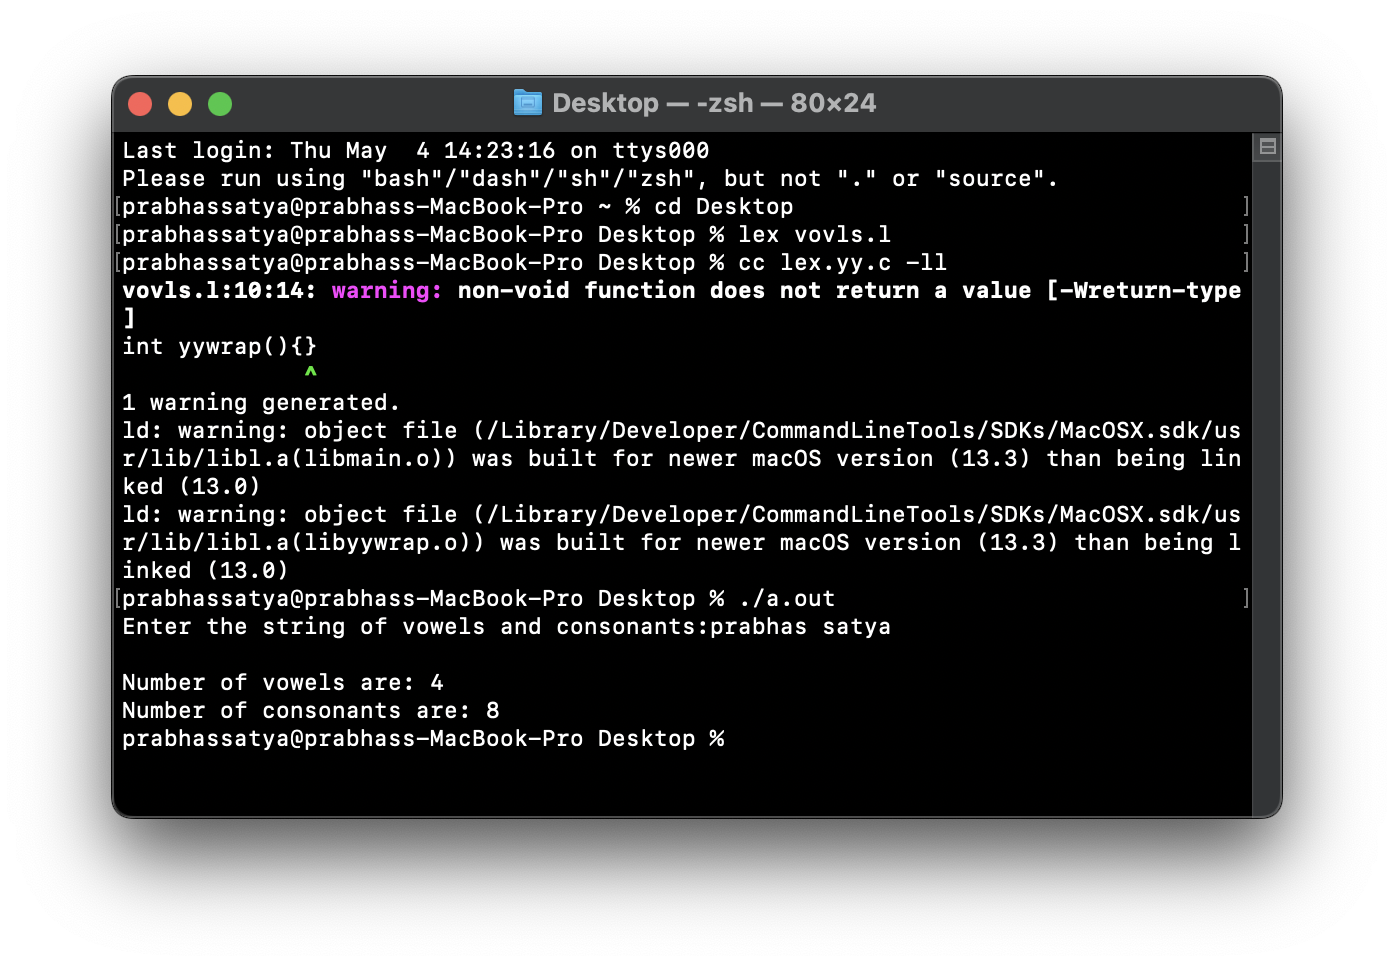 Desktop — -zsh — 80×24
Last login: Thu May  4 14:23:16 on ttys000
Please run using "bash"/"dash"/"sh"/"zsh", but not "." or "source".
[prabhassatya@prabhass-MacBook-Pro ~ % cd Desktop ]
[prabhassatya@prabhass-MacBook-Pro Desktop % lex vovls.l ]
[prabhassatya@prabhass-MacBook-Pro Desktop % cc lex.yy.c -ll ]
vovls.l:10:14: warning: non-void function does not return a value [-Wreturn-type
]
int yywrap(){}
             ^
1 warning generated.
ld: warning: object file (/Library/Developer/CommandLineTools/SDKs/MacOSX.sdk/us
r/lib/libl.a(libmain.o)) was built for newer macOS version (13.3) than being lin
ked (13.0)
ld: warning: object file (/Library/Developer/CommandLineTools/SDKs/MacOSX.sdk/us
r/lib/libl.a(libyywrap.o)) was built for newer macOS version (13.3) than being l
inked (13.0)
[prabhassatya@prabhass-MacBook-Pro Desktop % ./a.out ]
Enter the string of vowels and consonants:prabhas satya

Number of vowels are: 4
Number of consonants are: 8
prabhassatya@prabhass-MacBook-Pro Desktop %